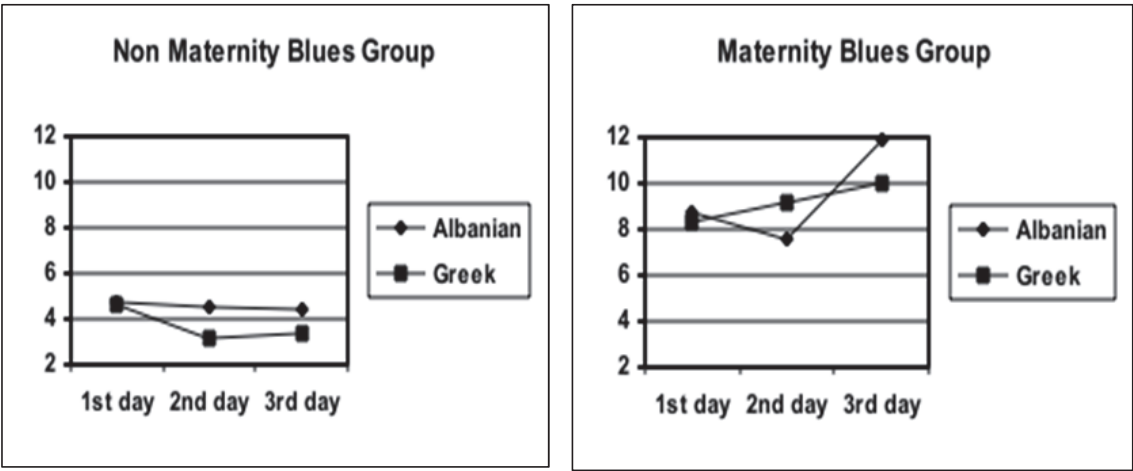 Non Maternity Blues Group
12
10
8
6
4
2
1st day 2nd day 3rd day
Albanian
Greek
Maternity Blues Group
12
10
8
6
4
2
1st day 2nd day 3rd day
Albanian
Greek